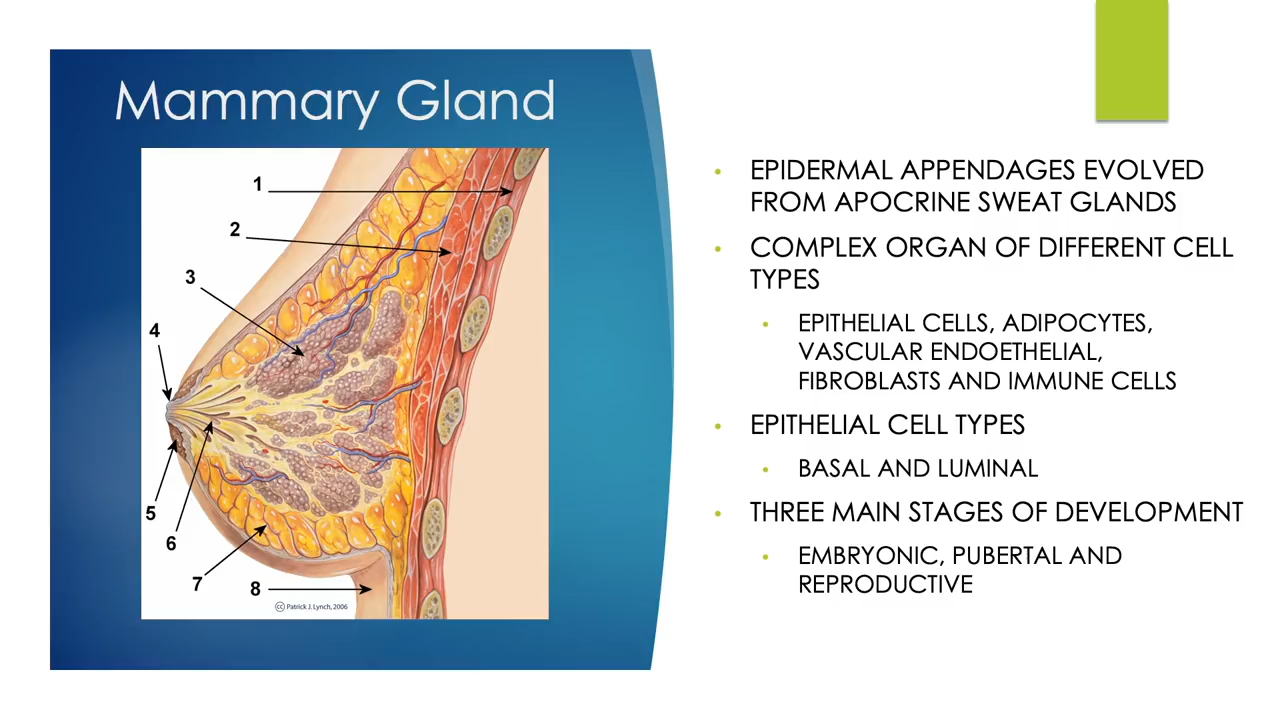 Mammary Gland
1
2
3
4
5
6
7
8
cc Patrick J. Lynch, 2006
• EPIDERMAL APPENDAGES EVOLVED
FROM APOCRINE SWEAT GLANDS
• COMPLEX ORGAN OF DIFFERENT CELL
TYPES
• EPITHELIAL CELLS, ADIPOCYTES,
VASCULAR ENDOETHELIAL,
FIBROBLASTS AND IMMUNE CELLS
• EPITHELIAL CELL TYPES
• BASAL AND LUMINAL
• THREE MAIN STAGES OF DEVELOPMENT
• EMBRYONIC, PUBERTAL AND
REPRODUCTIVE